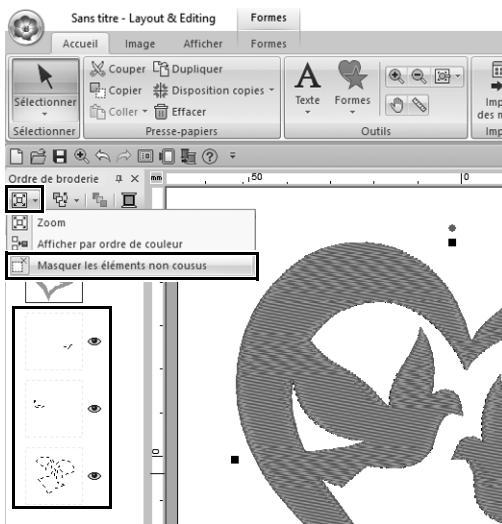 Sans titre - Layout & Editing
Formes
Accueil Image Afficher Formes
Sélectionner
Couper Dupliquer
Copier Disposition copies
Coller Effacer
Texte Formes
Sélectionner Presse-papiers Outils
Ordre de broderie
mm 50 0
Zoom
Afficher par ordre de couleur
Masquer les éléments non cousus
0